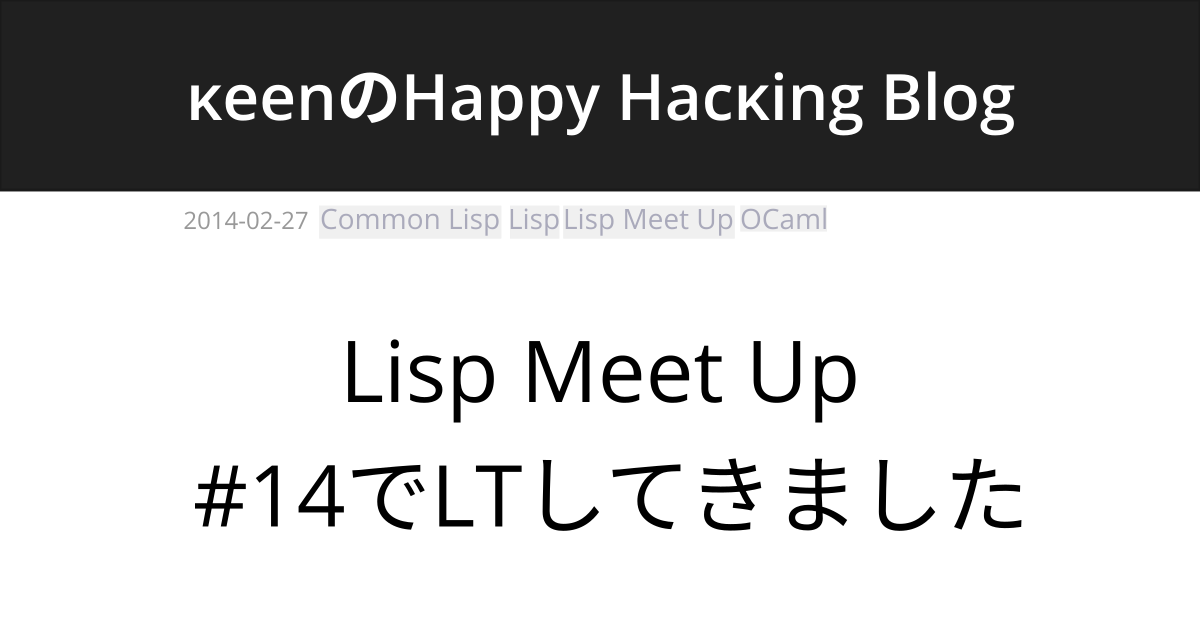 κeenのHappy Hacκing Blog
2014-02-27 Common Lisp Lisp Lisp Meet Up OCaml
Lisp Meet Up
#14でLTしてきました